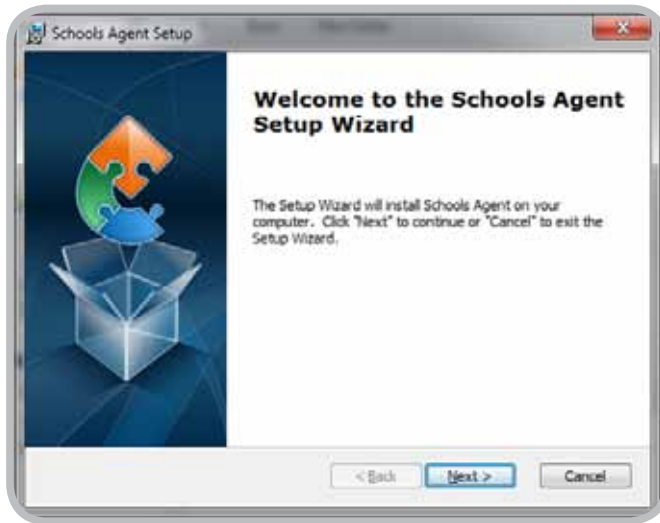 Schools Agent Setup
Welcome to the Schools Agent
Setup Wizard
The Setup Wizard will install Schools Agent on your
computer. Click "Next" to continue or "Cancel" to exit the
Setup Wizard.
< Back Next > Cancel